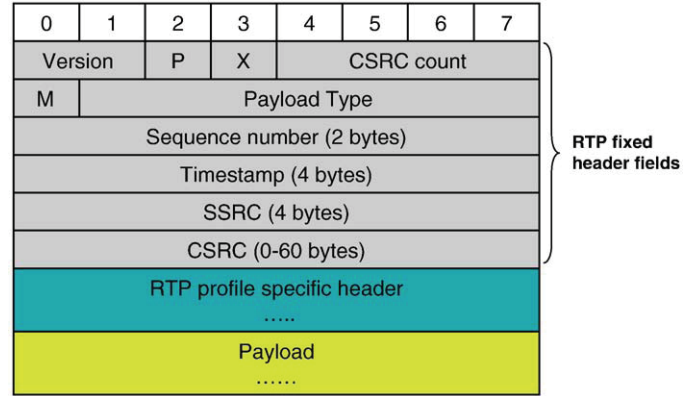 0 1 2 3 4 5 6 7
Version P X CSRC count
M Payload Type
Sequence number (2 bytes)
Timestamp (4 bytes)
SSRC (4 bytes)
CSRC (0-60 bytes)
RTP fixed
header fields
RTP profile specific header
.....
Payload
......